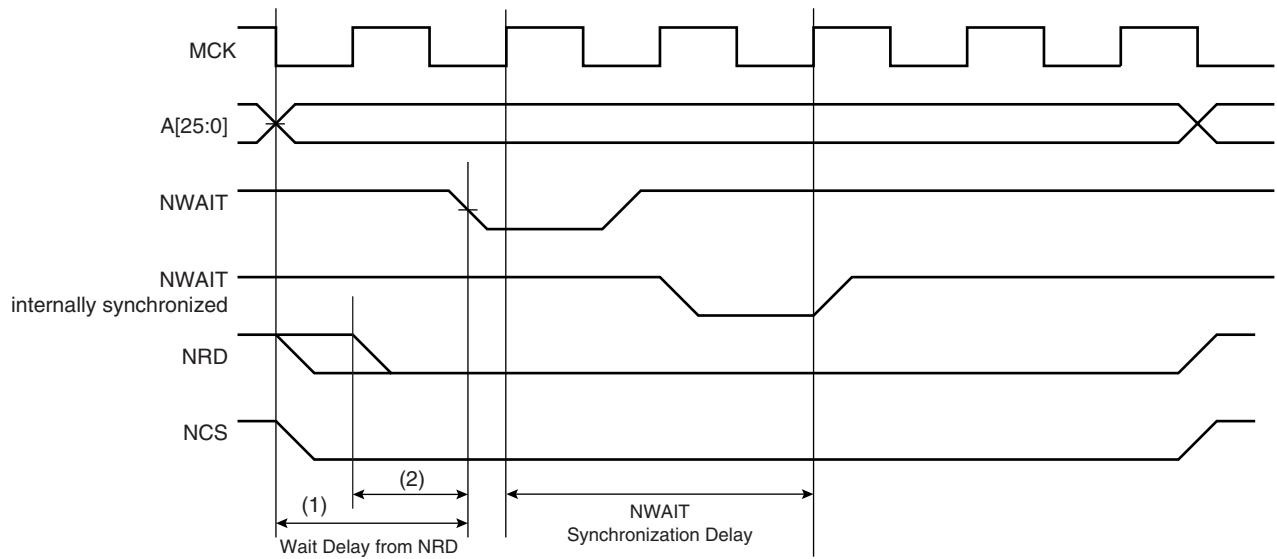 MCK
A[25:0]
NWAIT
NWAIT
internally synchronized
NRD
NCS
(2)
(1)
NWAIT
Synchronization Delay
Wait Delay from NRD